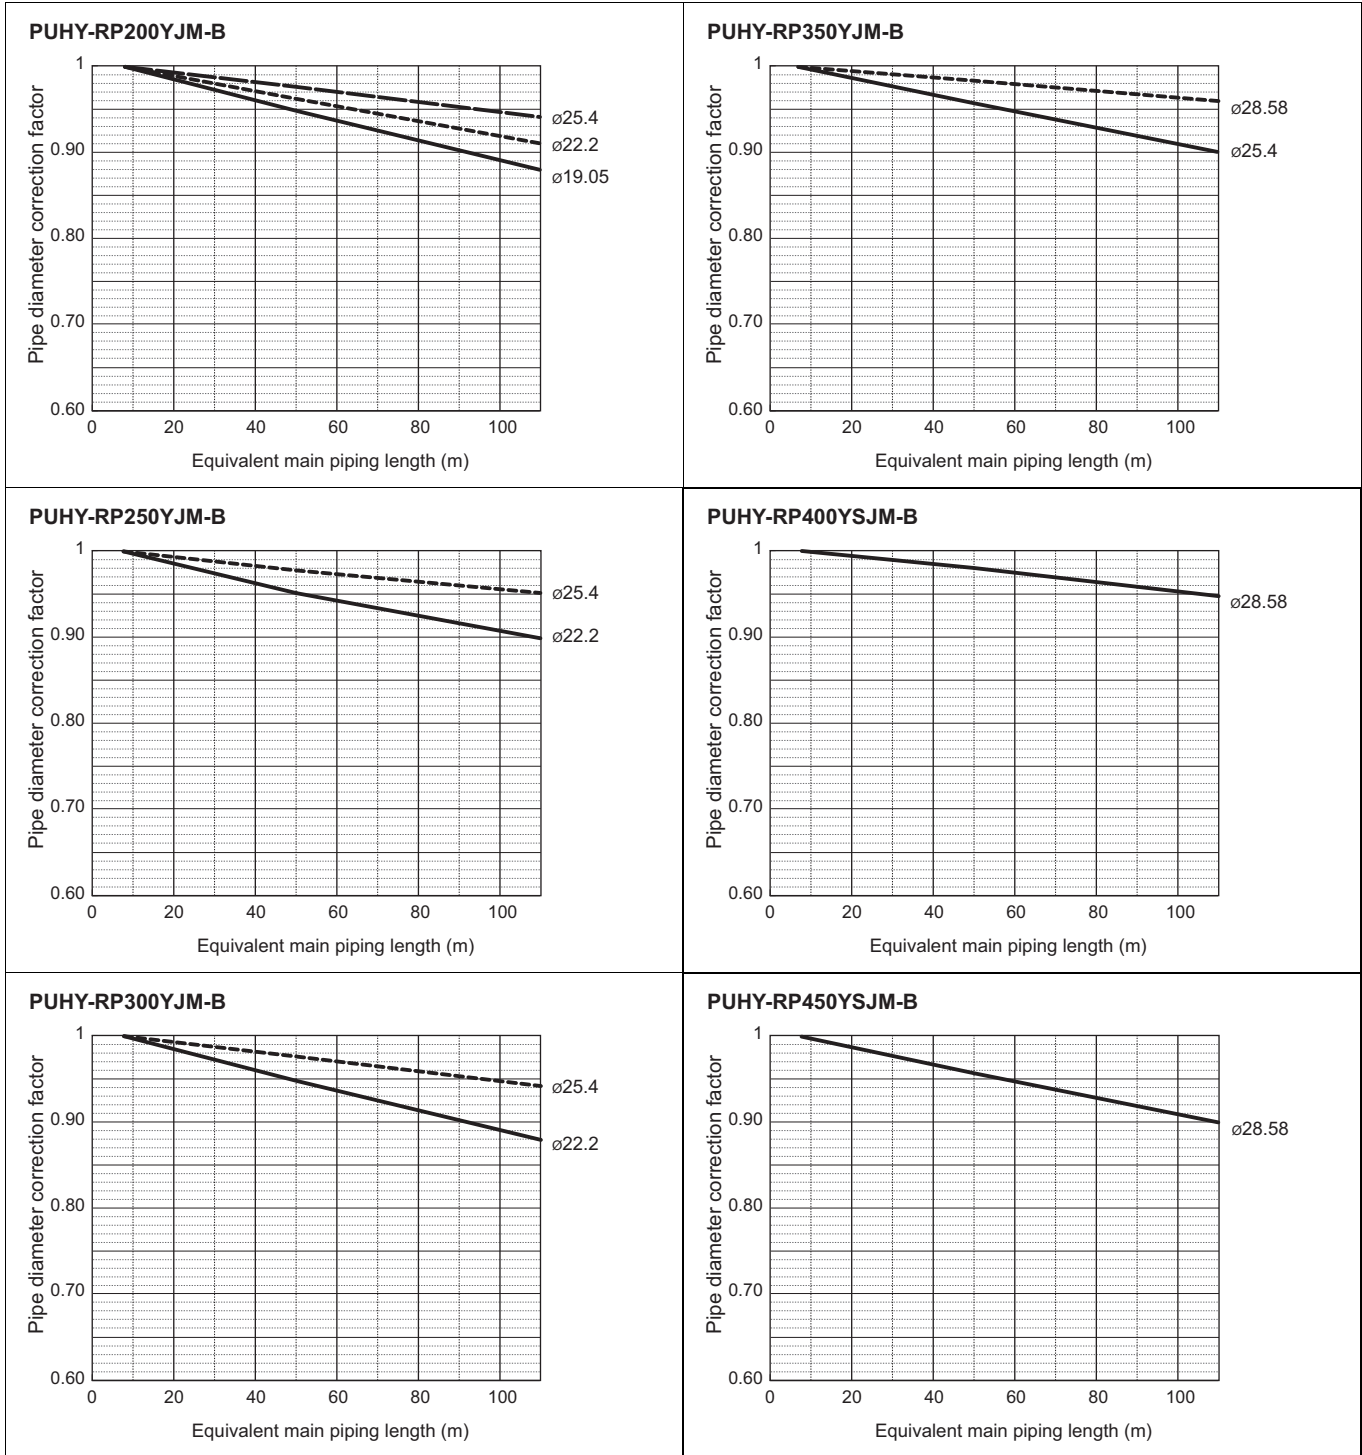 PUHY-RP200YJM-B
Pipe diameter correction factor
1
0.90
0.80
0.70
0.60
0 20 40 60 80 100
Equivalent main piping length (m)
ø25.4
ø22.2
ø19.05
PUHY-RP350YJM-B
Pipe diameter correction factor
1
0.90
0.80
0.70
0.60
0 20 40 60 80 100
Equivalent main piping length (m)
ø28.58
ø25.4
PUHY-RP250YJM-B
Pipe diameter correction factor
1
0.90
0.80
0.70
0.60
0 20 40 60 80 100
Equivalent main piping length (m)
ø25.4
ø22.2
PUHY-RP400YSJM-B
Pipe diameter correction factor
1
0.90
0.80
0.70
0.60
0 20 40 60 80 100
Equivalent main piping length (m)
ø28.58
PUHY-RP300YJM-B
Pipe diameter correction factor
1
0.90
0.80
0.70
0.60
0 20 40 60 80 100
Equivalent main piping length (m)
ø25.4
ø22.2
PUHY-RP450YSJM-B
Pipe diameter correction factor
1
0.90
0.80
0.70
0.60
0 20 40 60 80 100
Equivalent main piping length (m)
ø28.58